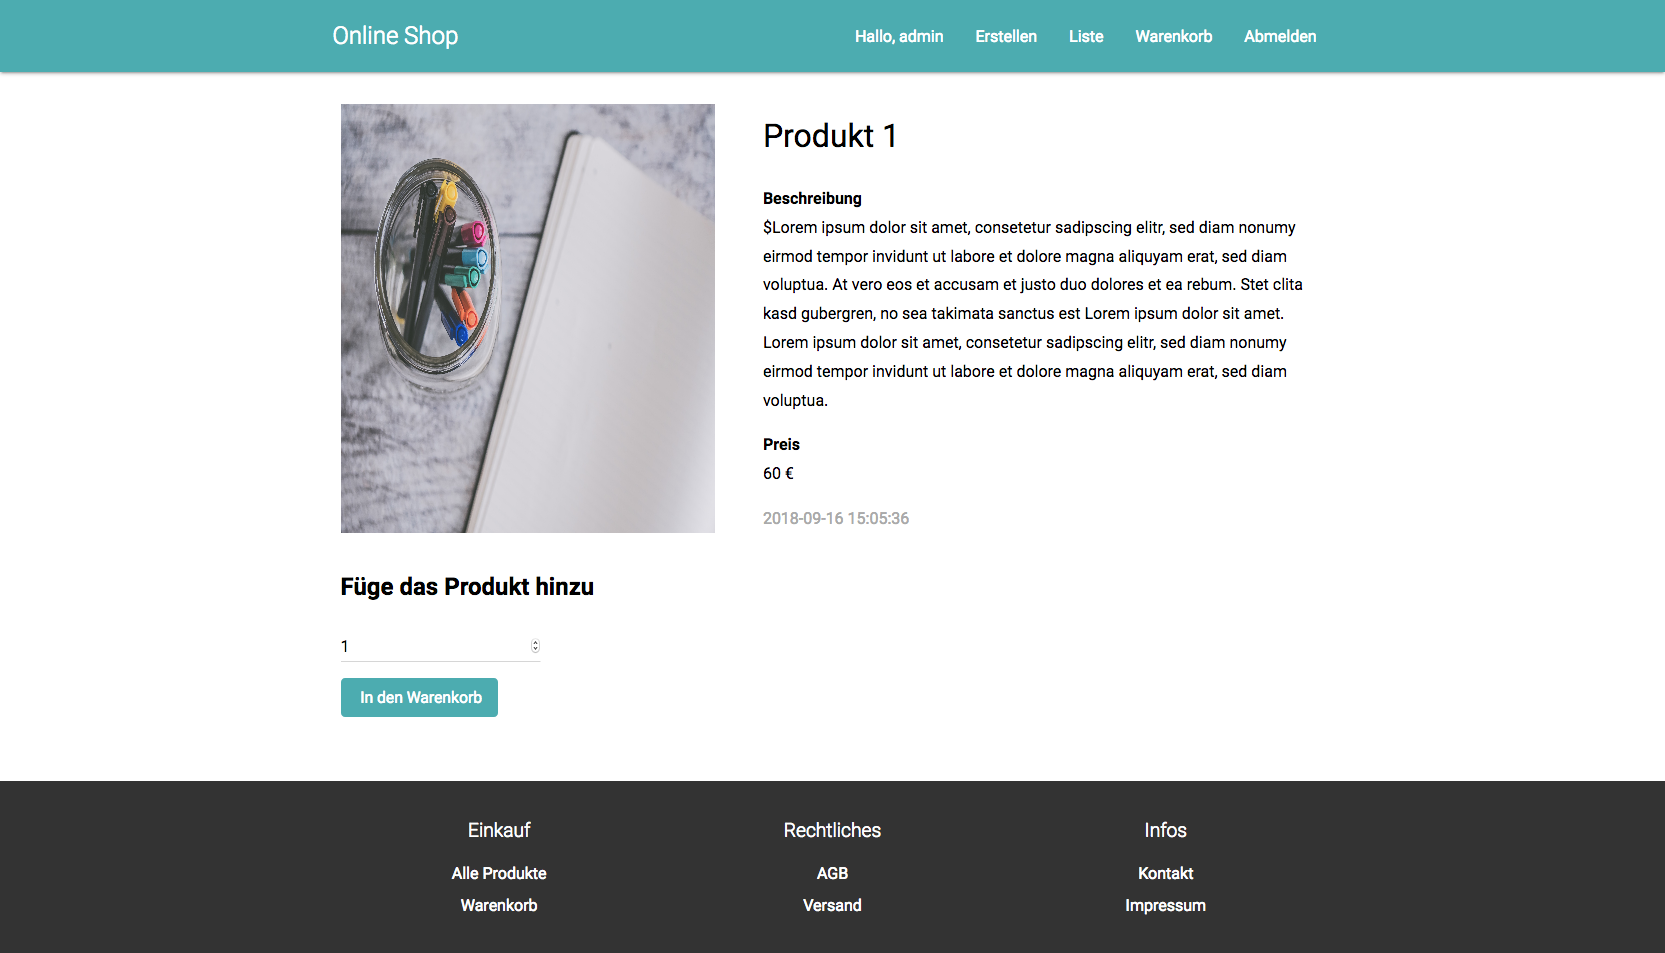 Online Shop
Hallo, admin
Erstellen
Liste
Warenkorb
Abmelden
Produkt 1
Beschreibung
$Lorem ipsum dolor sit amet, consetetur sadipscing elitr, sed diam nonumy
eirmod tempor invidunt ut labore et dolore magna aliquyam erat, sed diam
voluptua. At vero eos et accusam et justo duo dolores et ea rebum. Stet clita
kasd gubergren, no sea takimata sanctus est Lorem ipsum dolor sit amet.
Lorem ipsum dolor sit amet, consetetur sadipscing elitr, sed diam nonumy
eirmod tempor invidunt ut labore et dolore magna aliquyam erat, sed diam
voluptua.
Preis
60 €
2018-09-16 15:05:36
Füge das Produkt hinzu
1
In den Warenkorb
Einkauf
Alle Produkte
Warenkorb
Rechtliches
AGB
Versand
Infos
Kontakt
Impressum